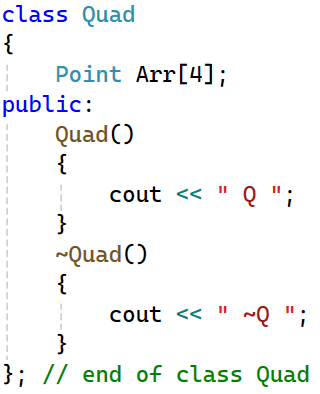 class Quad
{
    Point Arr[4];
public:
    Quad()
    {
        cout << " Q ";
    }
    ~Quad()
    {
        cout << " ~Q ";
    }
}; // end of class Quad